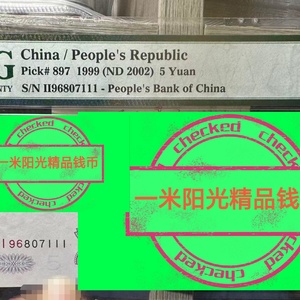 G
NTY
China / People's Republic
Pick# 897 1999 (ND 2002) 5 Yuan
S/N II96807111 - People's Bank of China
checked
一米阳光精品钱币
checked
checked
一米阳光精品钱
checked
II96807111